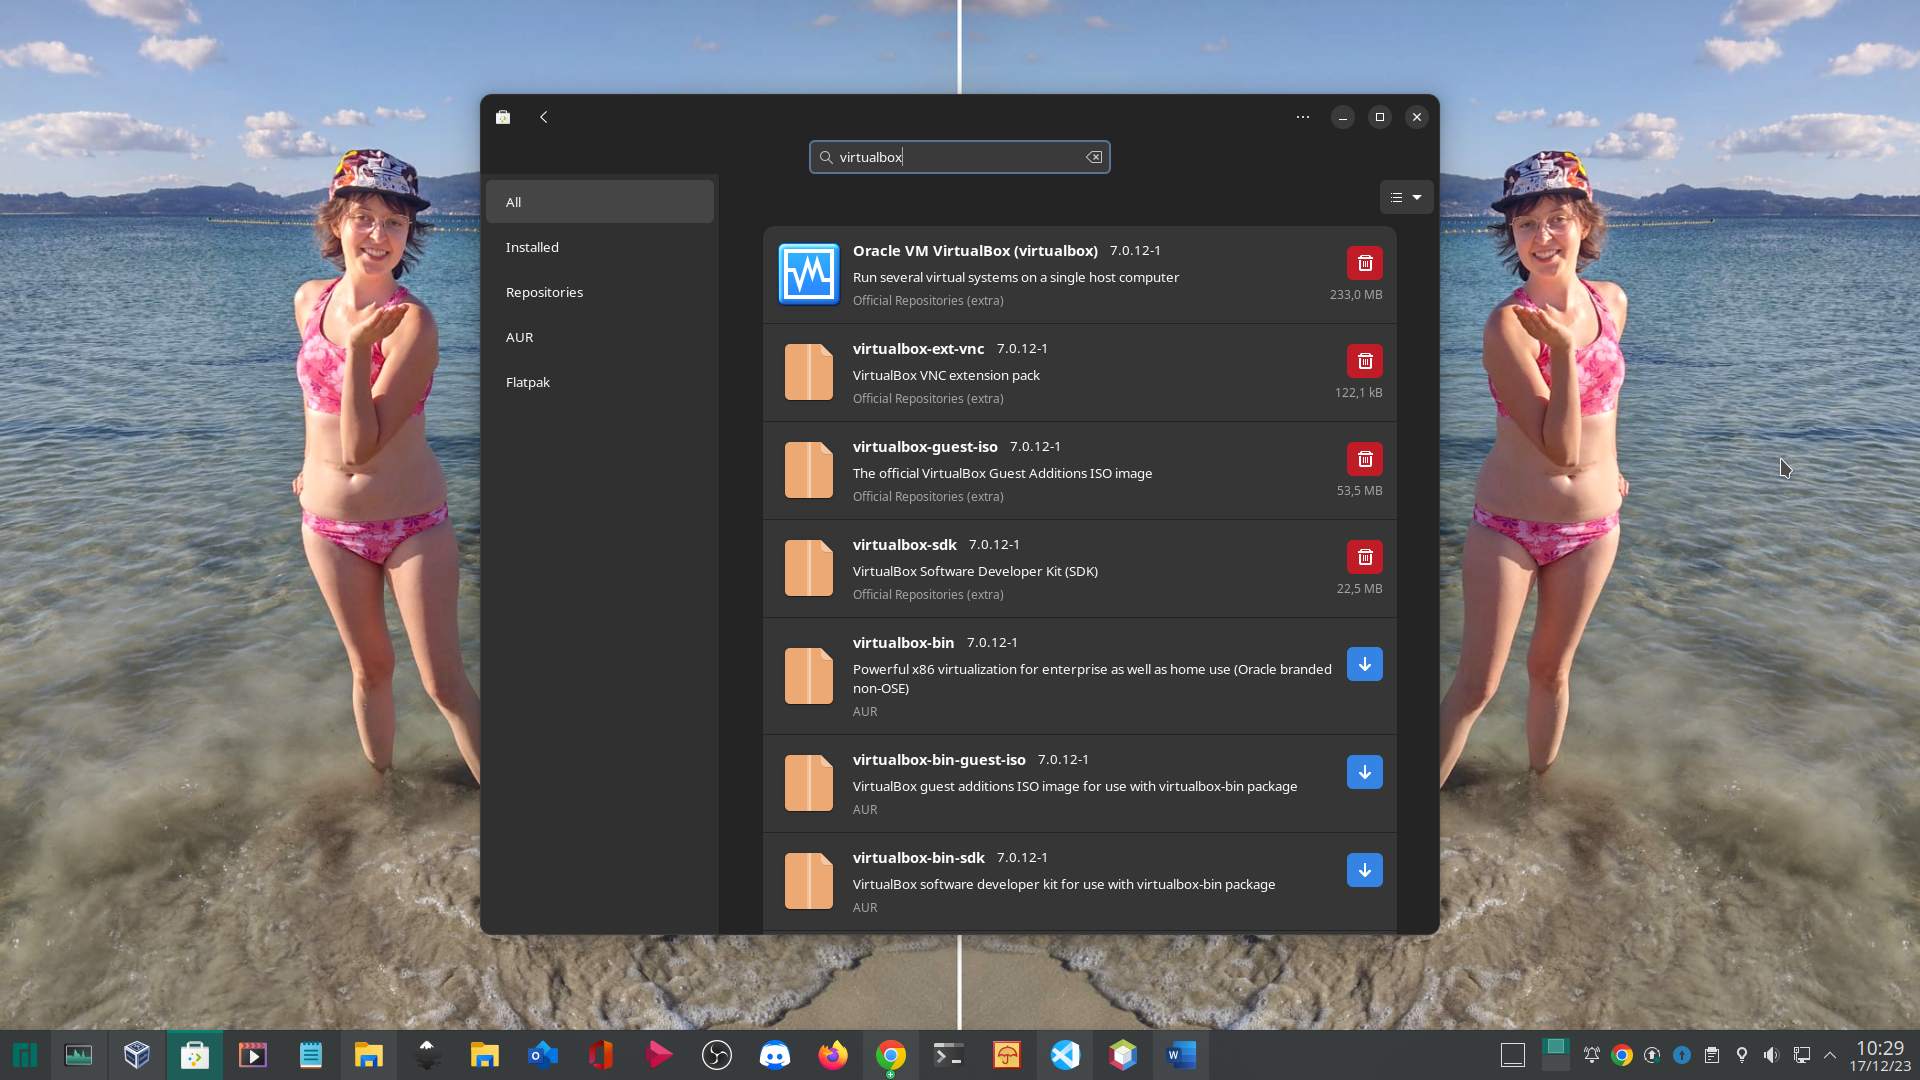 virtualbox
All
Installed
Repositories
AUR
Flatpak
Oracle VM VirtualBox (virtualbox) 7.0.12-1
Run several virtual systems on a single host computer
Official Repositories (extra)
233,0 MB
virtualbox-ext-vnc 7.0.12-1
VirtualBox VNC extension pack
Official Repositories (extra)
122,1 kB
virtualbox-guest-iso 7.0.12-1
The official VirtualBox Guest Additions ISO image
Official Repositories (extra)
53,5 MB
virtualbox-sdk 7.0.12-1
VirtualBox Software Developer Kit (SDK)
Official Repositories (extra)
22,5 MB
virtualbox-bin 7.0.12-1
Powerful x86 virtualization for enterprise as well as home use (Oracle branded
non-OSE)
AUR
virtualbox-bin-guest-iso 7.0.12-1
VirtualBox guest additions ISO image for use with virtualbox-bin package
AUR
virtualbox-bin-sdk 7.0.12-1
VirtualBox software developer kit for use with virtualbox-bin package
AUR
10:29
17/12/23